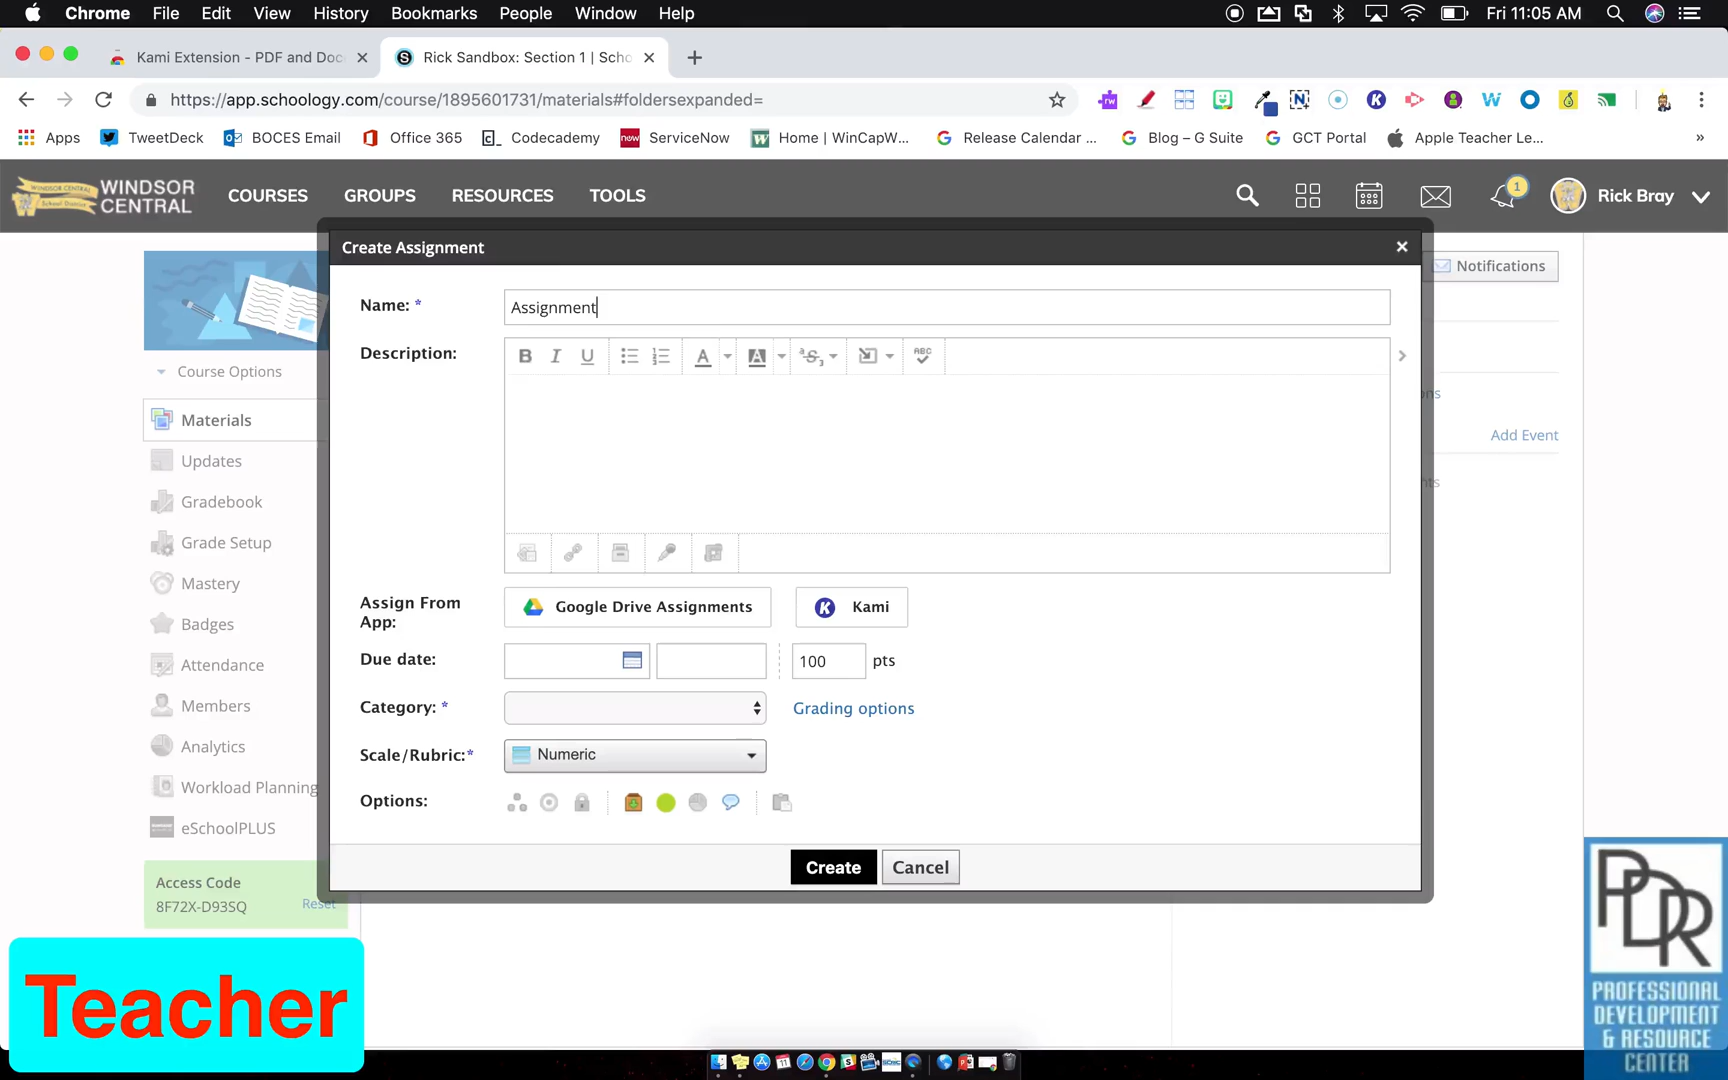 Chrome File Edit View History Bookmarks People Window Help Fri 11:05 AM
Kami Extension - PDF and Doc Rick Sandbox: Section 1 | Scho
https://app.schoology.com/course/1895601731/materials#foldersexpanded=
Apps TweetDeck BOCES Email Office 365 Codecademy now ServiceNow Home | WinCapW... Release Calendar ... Blog – G Suite GCT Portal Apple Teacher Le... »
WINDSOR
CENTRAL
COURSES GROUPS RESOURCES TOOLS 1 Rick Bray
Create Assignment
Notifications
Name: *
Assignment
Description:
B I U A A ABC
Course Options
Materials
Updates
Add Event
Gradebook
Grade Setup
Mastery
Badges
Attendance
Members
Analytics
Workload Planning
eSchoolPLUS
Assign From
App:
Google Drive Assignments
K Kami
Due date:
100 pts
Category: *
Grading options
Scale/Rubric:*
Numeric
Options:
Create Cancel
Access Code
8F72X-D93SQ Reset
Teacher
PDRC
PROFESSIONAL
DEVELOPMENT
& RESOURCE
CENTER